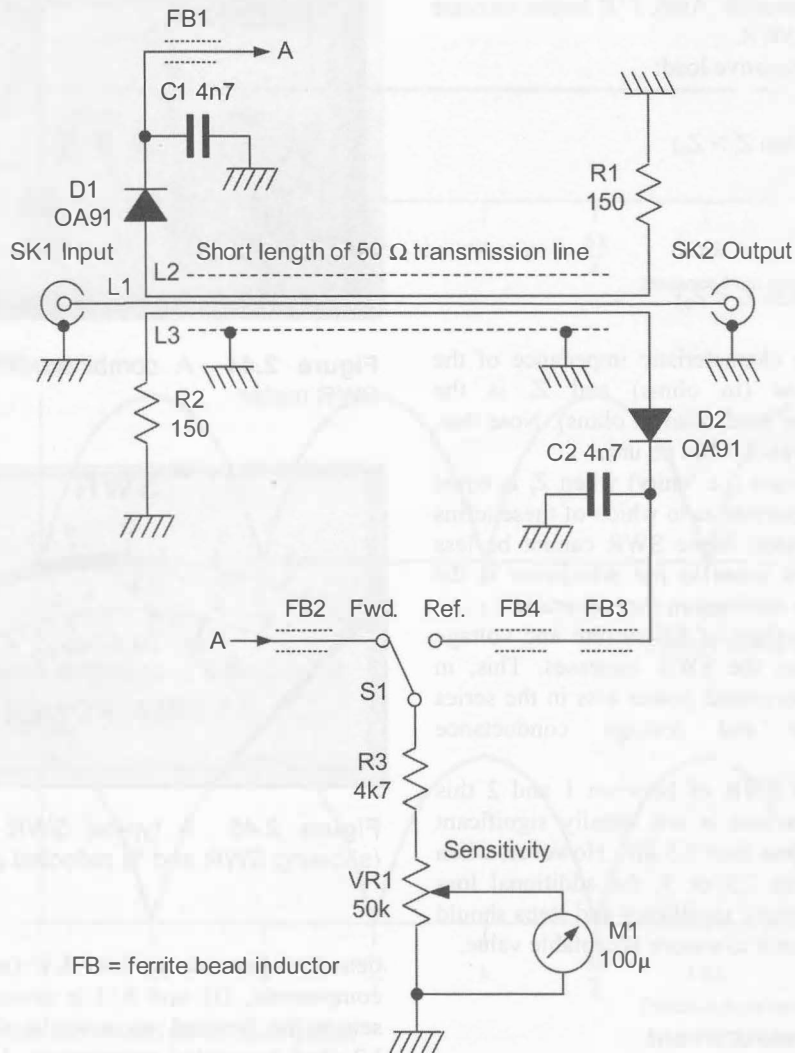 FB1
A
C1 4n7
D1
OA91
R1
150
SK1 Input
L2
Short length of 50 Ω transmission line
SK2 Output
L1
L3
R2
150
D2
OA91
C2 4n7
FB2
Fwd.
Ref.
FB4
FB3
A
S1
R3
4k7
Sensitivity
VR1
50k
M1
100μ
FB = ferrite bead inductor